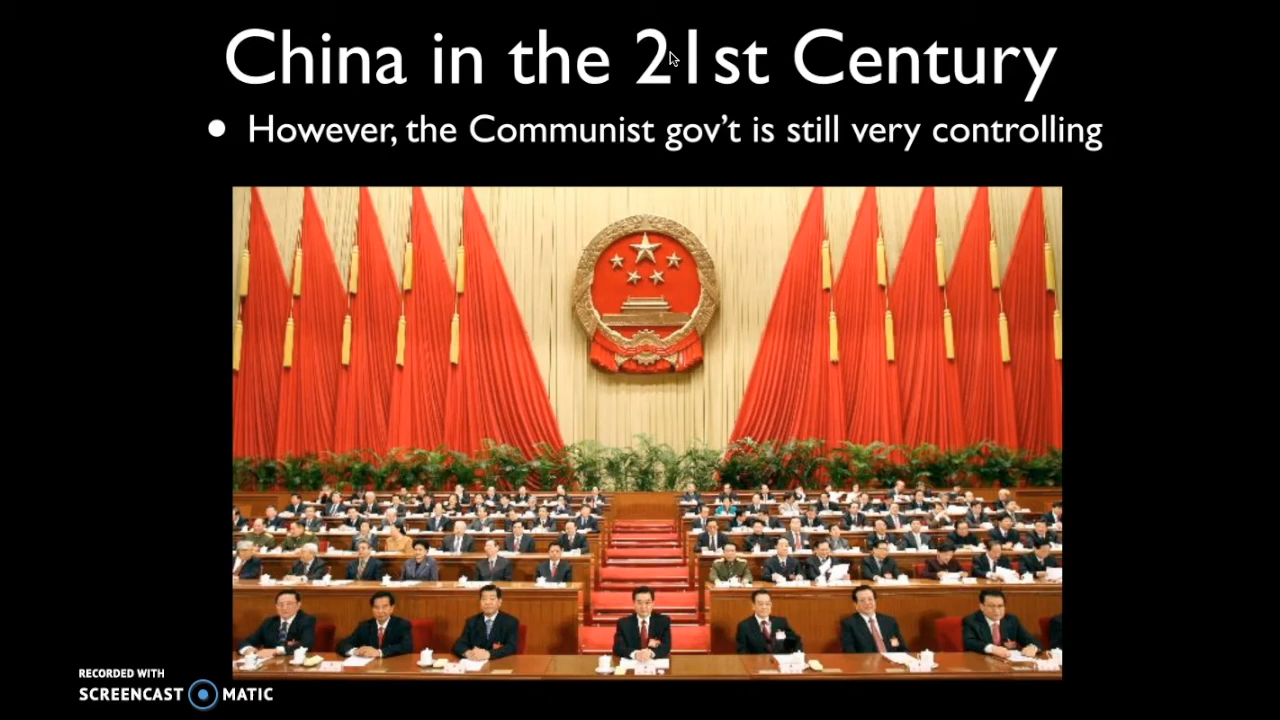 China in the 21st Century
• However, the Communist gov't is still very controlling
RECORDED WITH
SCREENCAST MATIC